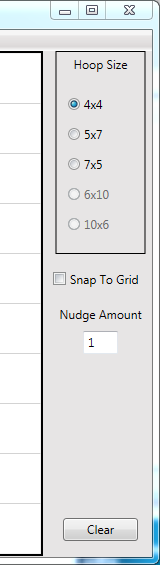 Hoop Size
4x4
5x7
7x5
6x10
10x6
Snap To Grid
Nudge Amount
1
Clear